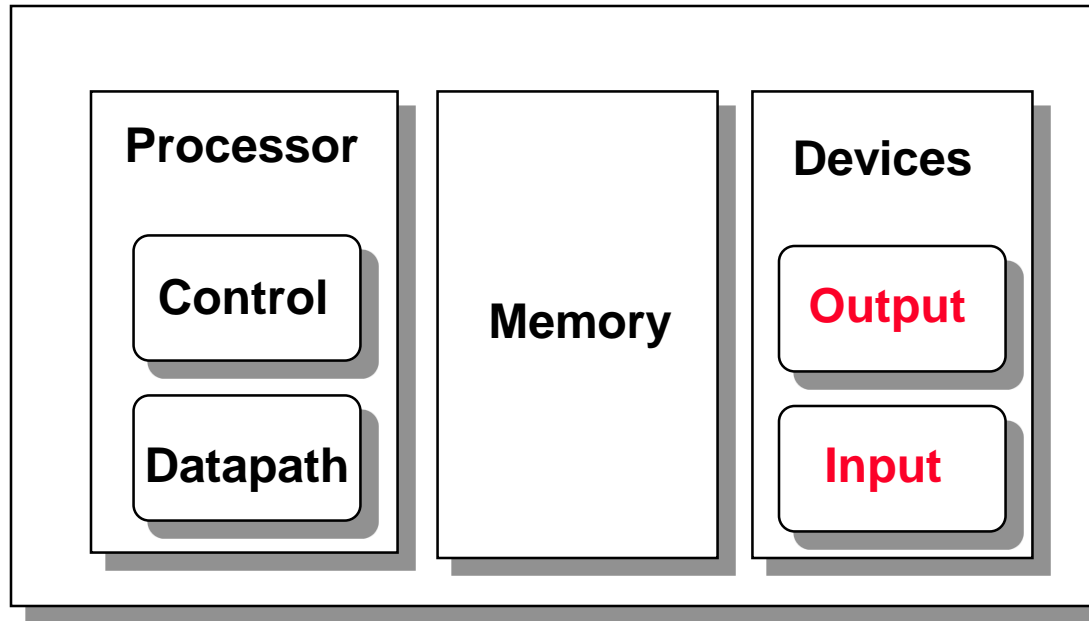 Processor
Control
Datapath
Memory
Devices
Output
Input